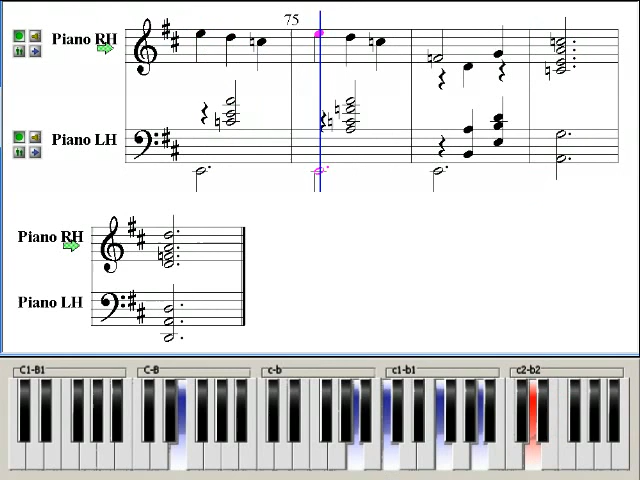 75
Piano RH
Piano LH
Piano RH
Piano LH
C1-B1 C-B c-b c1-b1 c2-b2